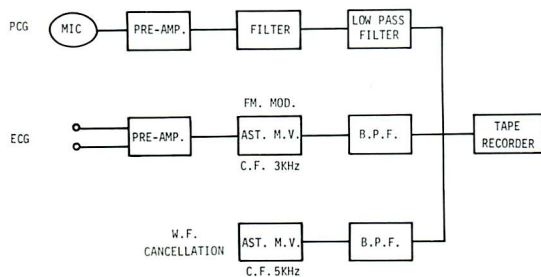 PCG
MIC
PRE-AMP.
FILTER
LOW PASS
FILTER
ECG
PRE-AMP.
FM. MOD.
AST. M.V.
C.F. 3KHz
B.P.F.
TAPE
RECORDER
W.F.
CANCELLATION
AST. M.V.
C.F.5KHz
B.P.F.